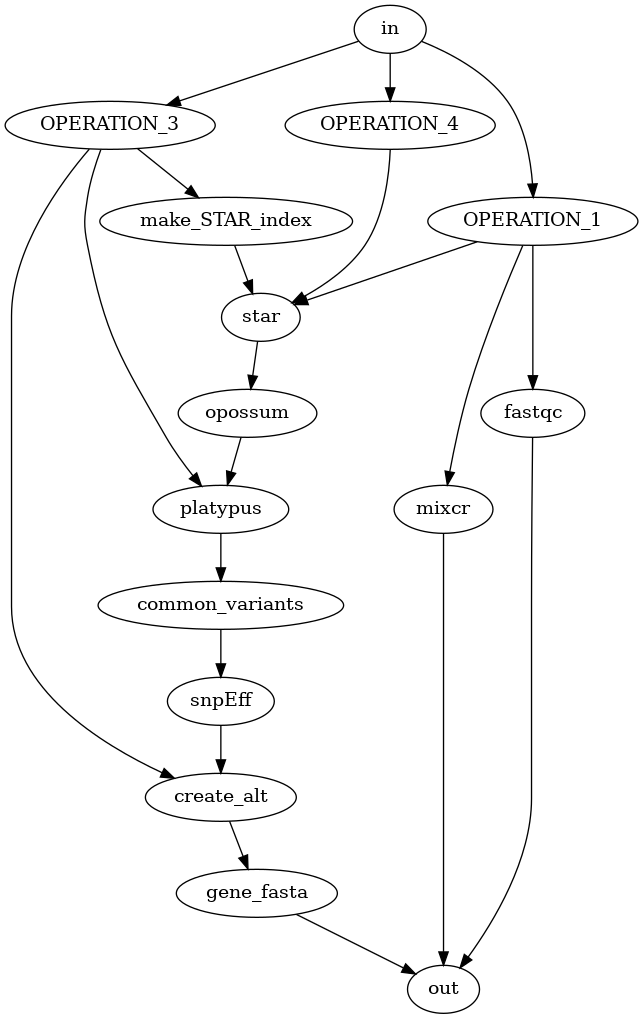 in
OPERATION_3
OPERATION_4
make_STAR_index
OPERATION_1
star
opossum
fastqc
platypus
mixcr
common_variants
snpEff
create_alt
gene_fasta
out